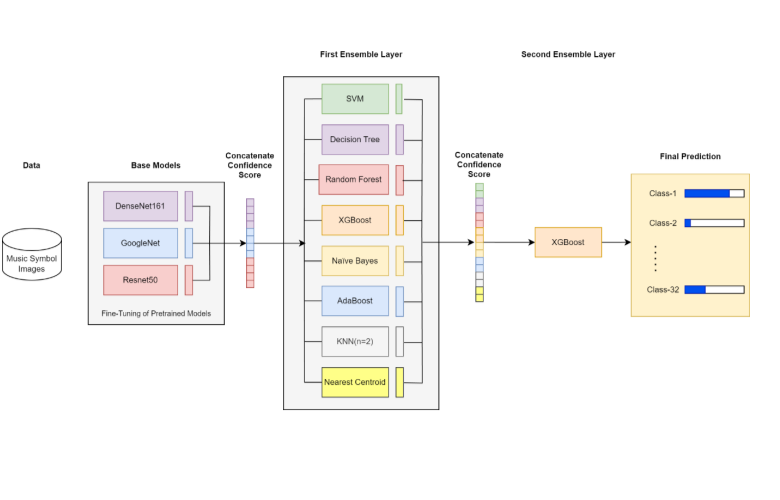 First Ensemble Layer
Second Ensemble Layer
Data
Base Models
Concatenate
Confidence
Score
Concatenate
Confidence
Score
Final Prediction
Music Symbol
Images
DenseNet161
GoogleNet
Resnet50
Fine-Tuning of Pretrained Models
SVM
Decision Tree
Random Forest
XGBoost
Naïve Bayes
AdaBoost
KNN(n=2)
Nearest Centroid
XGBoost
Class-1
Class-2
Class-32